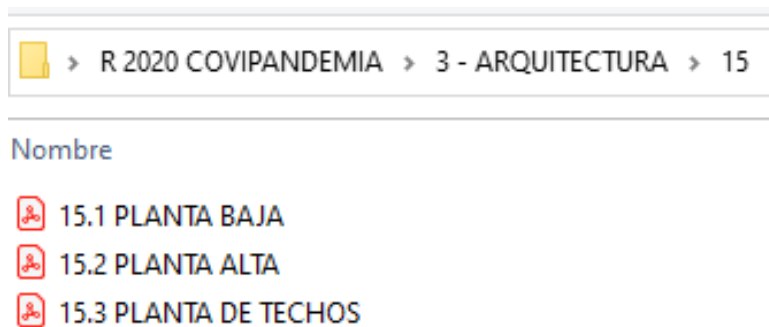 R 2020 COVIPANDEMIA > 3 - ARQUITECTURA > 15
Nombre
15.1 PLANTA BAJA
15.2 PLANTA ALTA
15.3 PLANTA DE TECHOS